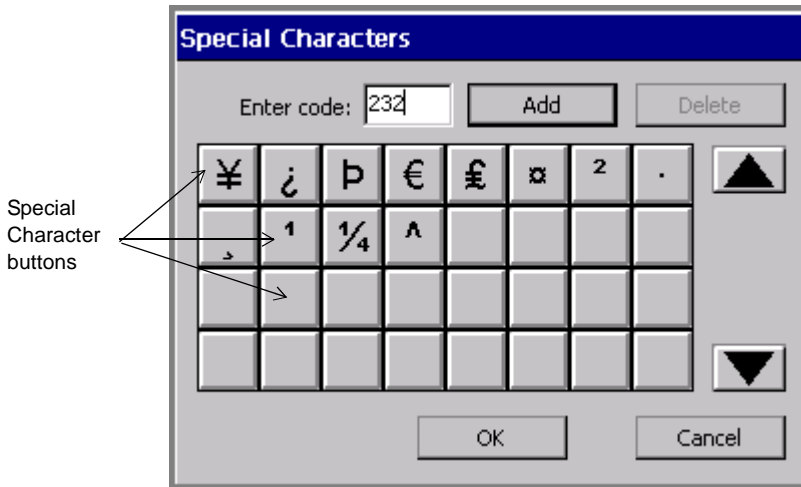 Special Characters
Enter code: 232 Add Delete
¥ ¿ Þ € £ ¤ ² ·
Special
Character
buttons
¸ ¹ ¼ ^
OK Cancel